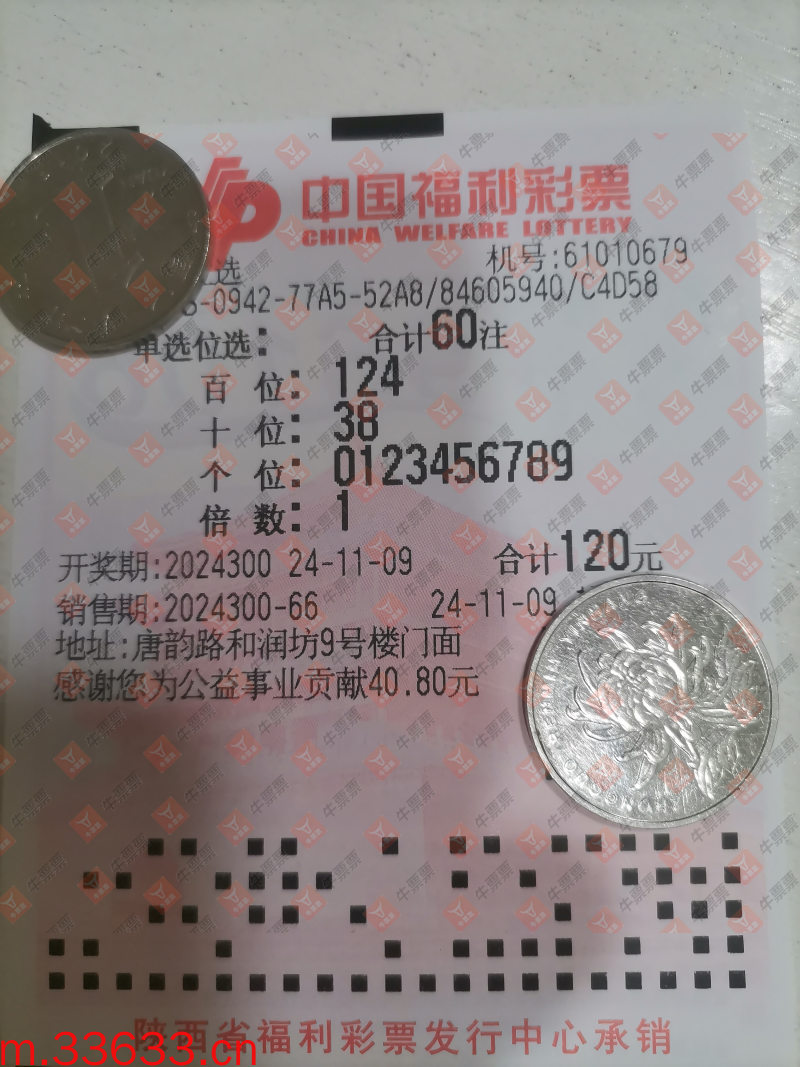 中国福利彩票
CHINA WELFARE LOTTERY
选 机号:61010679
-0942-77A5-52A8/84605940/C4D58
单选位选: 合计60注
百 位: 124
十 位: 38
个 位: 0123456789
倍 数: 1
开奖期:2024300 24-11-09 合计120元
销售期:2024300-66 24-11-09
地址:唐韵路和润坊9号楼门面
感谢您为公益事业贡献40.80元
陕西省福利彩票发行中心承销
m.33633.cn
牛票票